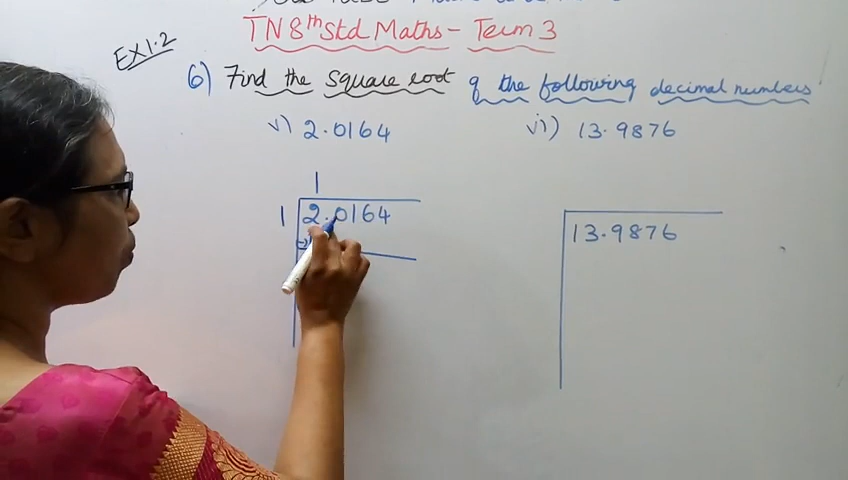 TN 8th Std Maths - Term 3
Ex 1.2
6) Find the square root of the following decimal numbers
v) 2.0164
vi) 13.9876
1
1 2.0164
13.9876